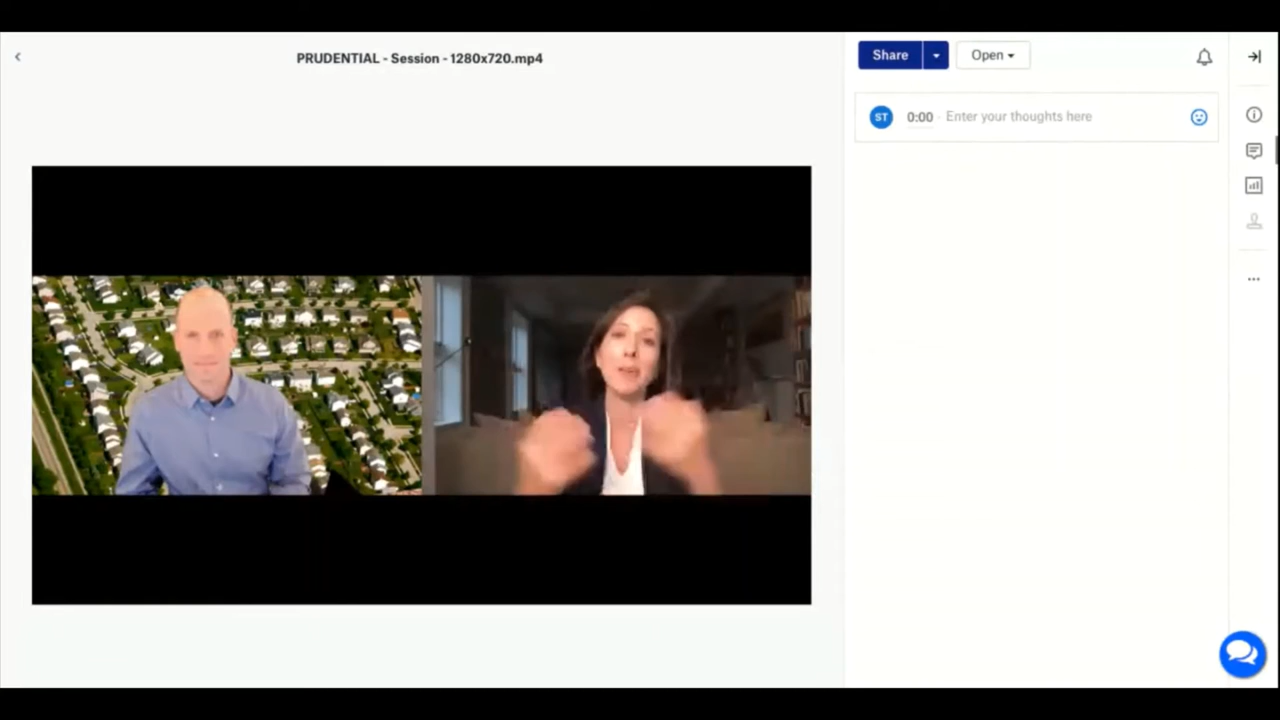 PRUDENTIAL - Session - 1280x720.mp4
Share
Open
ST 0:00 - Enter your thoughts here